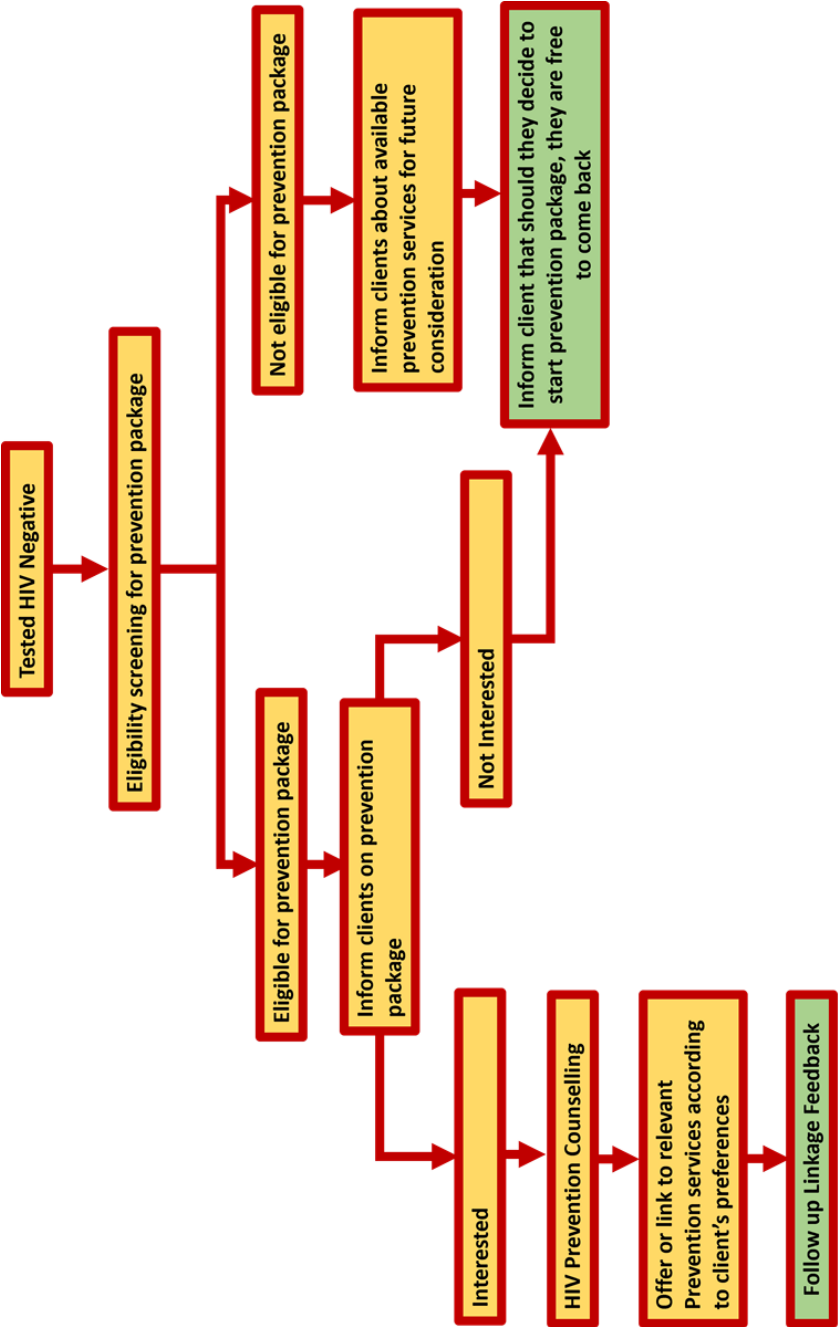 Tested HIV Negative
Eligibility screening for prevention package
Eligible for prevention package
Inform clients on prevention
package
Interested
HIV Prevention Counselling
Offer or link to relevant
Prevention services according
to client’s preferences
Follow up Linkage Feedback
Not Interested
Not eligible for prevention package
Inform clients about available
prevention services for future
consideration
Inform client that should they decide to
start prevention package, they are free
to come back